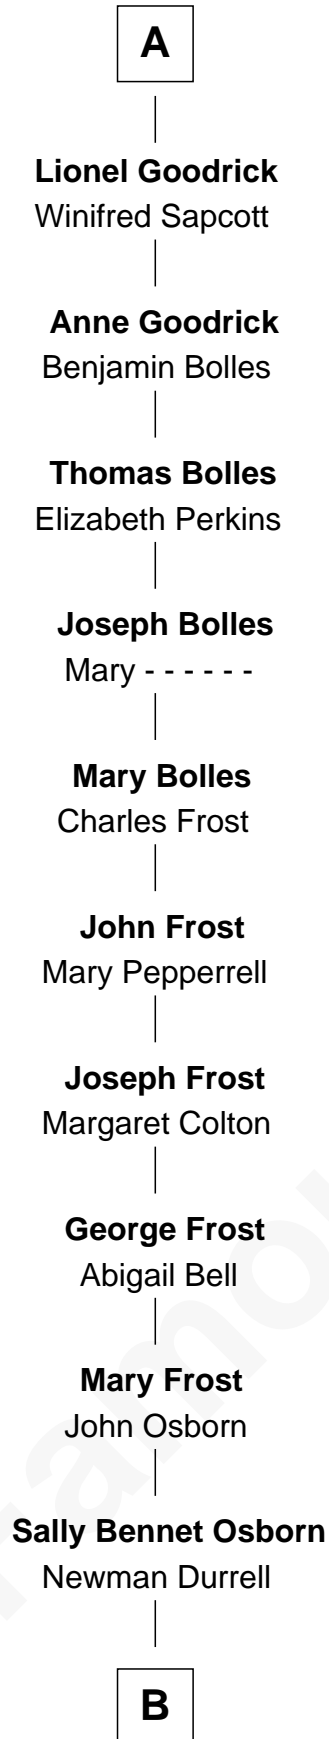 A
Lionel Goodrick
Winifred Sapcott
Anne Goodrick
Benjamin Bolles
Thomas Bolles
Elizabeth Perkins
Joseph Bolles
Mary - - - - - -
Mary Bolles
Charles Frost
John Frost
Mary Pepperrell
Joseph Frost
Margaret Colton
George Frost
Abigail Bell
Mary Frost
John Osborn
Sally Bennet Osborn
Newman Durrell
B